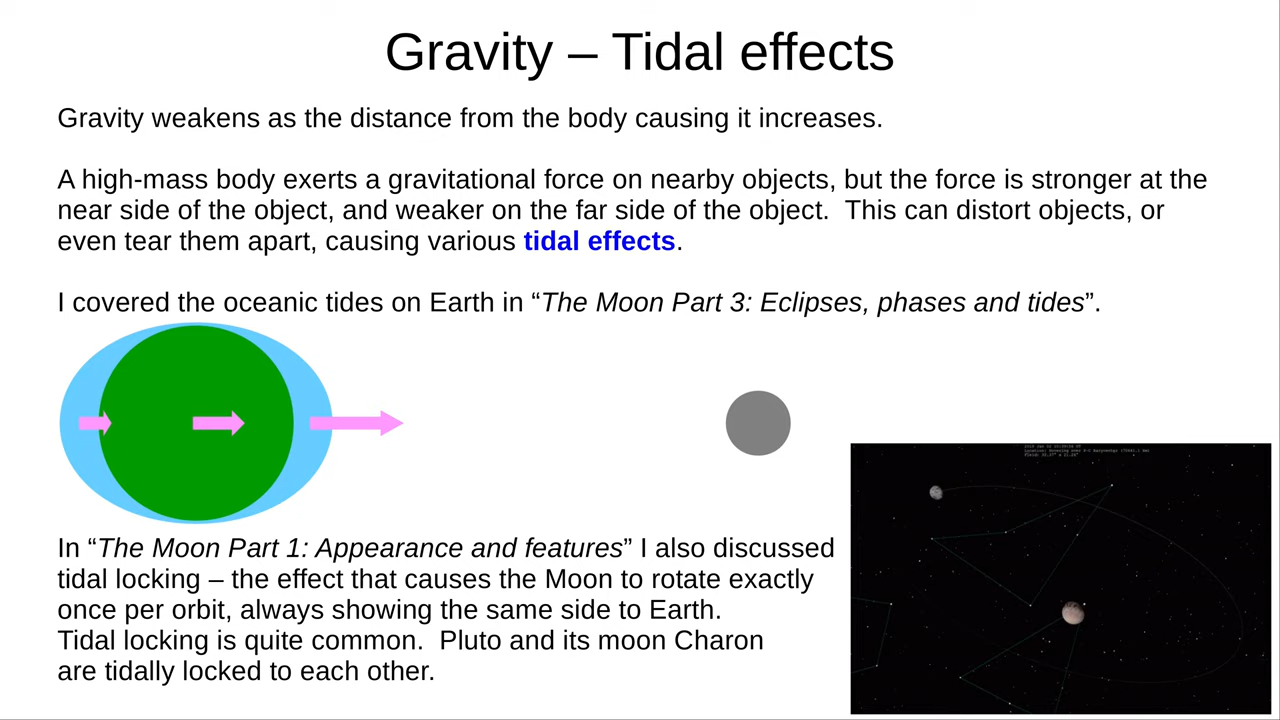 Gravity – Tidal effects
Gravity weakens as the distance from the body causing it increases.
A high-mass body exerts a gravitational force on nearby objects, but the force is stronger at the
near side of the object, and weaker on the far side of the object.  This can distort objects, or
even tear them apart, causing various tidal effects.
I covered the oceanic tides on Earth in “The Moon Part 3: Eclipses, phases and tides”.
In “The Moon Part 1: Appearance and features” I also discussed
tidal locking – the effect that causes the Moon to rotate exactly
once per orbit, always showing the same side to Earth.
Tidal locking is quite common.  Pluto and its moon Charon
are tidally locked to each other.